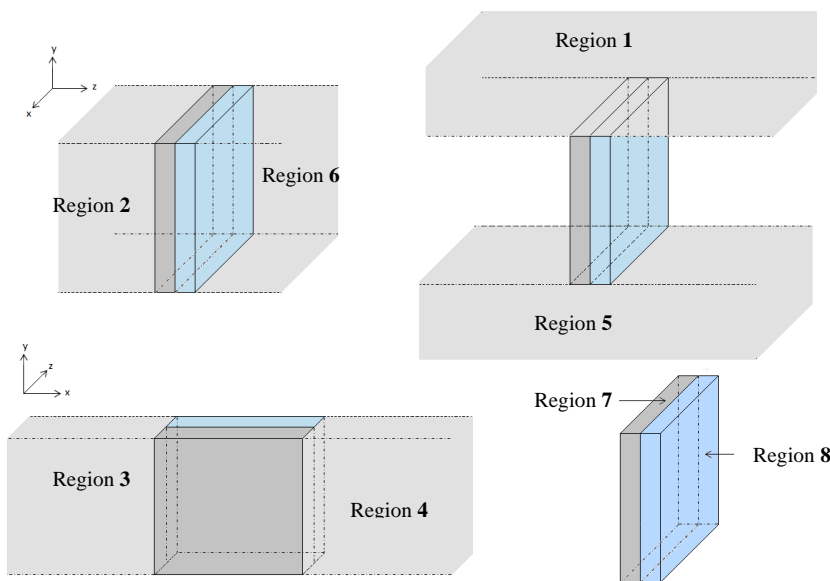 Region 1
y
z
x
Region 6
Region 2
Region 5
y
z
x
Region 7
Region 3
Region 8
Region 4